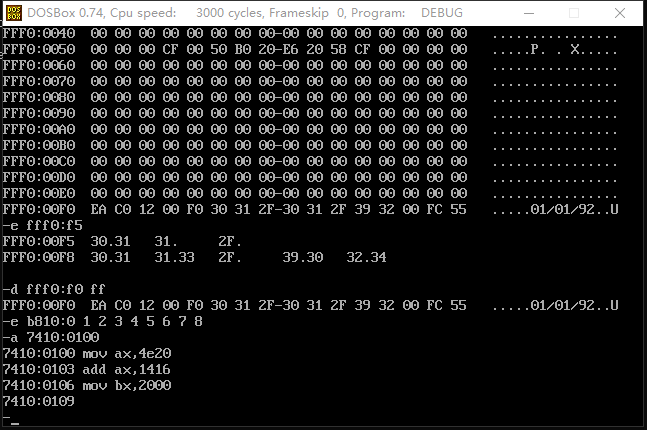 DOSBox 0.74, Cpu speed:    3000 cycles, Frameskip  0, Program:    DEBUG
FFF0:0040  00 00 00 00 00 00 00 00-00 00 00 00 00 00 00 00   ................
FFF0:0050  00 00 00 CF 00 50 B0 20-E6 20 58 CF 00 00 00 00   .....P. . X.....
FFF0:0060  00 00 00 00 00 00 00 00-00 00 00 00 00 00 00 00   ................
FFF0:0070  00 00 00 00 00 00 00 00-00 00 00 00 00 00 00 00   ................
FFF0:0080  00 00 00 00 00 00 00 00-00 00 00 00 00 00 00 00   ................
FFF0:0090  00 00 00 00 00 00 00 00-00 00 00 00 00 00 00 00   ................
FFF0:00A0  00 00 00 00 00 00 00 00-00 00 00 00 00 00 00 00   ................
FFF0:00B0  00 00 00 00 00 00 00 00-00 00 00 00 00 00 00 00   ................
FFF0:00C0  00 00 00 00 00 00 00 00-00 00 00 00 00 00 00 00   ................
FFF0:00D0  00 00 00 00 00 00 00 00-00 00 00 00 00 00 00 00   ................
FFF0:00E0  00 00 00 00 00 00 00 00-00 00 00 00 00 00 00 00   ................
FFF0:00F0  EA C0 12 00 F0 30 31 2F-30 31 2F 39 32 00 FC 55   .....01/01/92..U
-e fff0:f5
FFF0:00F5  30.31   31.     2F.
FFF0:00F8  30.31   31.33   2F.     39.30   32.34
-d fff0:f0 ff
FFF0:00F0  EA C0 12 00 F0 30 31 2F-30 31 2F 39 32 00 FC 55   .....01/01/92..U
-e b810:0 1 2 3 4 5 6 7 8
-a 7410:0100
7410:0100 mov ax,4e20
7410:0103 add ax,1416
7410:0106 mov bx,2000
7410:0109
-_